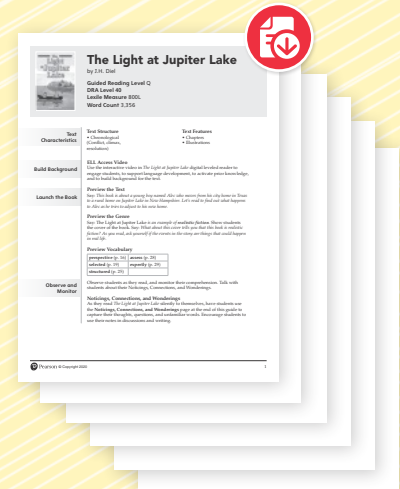 The Light at Jupiter Lake
by J.H. Diel
Guided Reading Level Q
DRA Level 40
Lexile Measure 800L
Word Count 3,356
The Light
at Jupiter
Lake
Text
Characteristics
Text Structure
• Chronological
(Conflict, climax,
resolution)
Text Features
• Chapters
• Illustrations
Build Background
ELL Access Video
Use the interactive video in The Light at Jupiter Lake digital leveled reader to
engage students, to support language development, to activate prior knowledge,
and to build background for the text.
Launch the Book
Preview the Text
Say: This book is about a young boy named Alec who moves from his city home in Texas
to a rural home on Jupiter Lake in New Hampshire. Let's read to find out what happens
to Alec as he tries to adjust to his new home.
Preview the Genre
Say: The Light at Jupiter Lake is an example of realistic fiction. Show students
the cover of the book. Say: What about this cover tells you that this book is realistic
fiction? As you read, ask yourself if the events in the story are things that could happen
in real life.
Preview Vocabulary
perspective (p. 16) access (p. 28)
selected (p. 19) expertly (p. 28)
structured (p. 25)
Observe and
Monitor
Observe students as they read, and monitor their comprehension. Talk with
students about their Noticings, Connections, and Wonderings.
Noticings, Connections, and Wonderings
As they read The Light at Jupiter Lake silently to themselves, have students use
the Noticings, Connections, and Wonderings page at the end of this guide to
capture their thoughts, questions, and unfamiliar words. Encourage students to
use their notes in discussions and writing.
Pearson © Copyright 2020
1